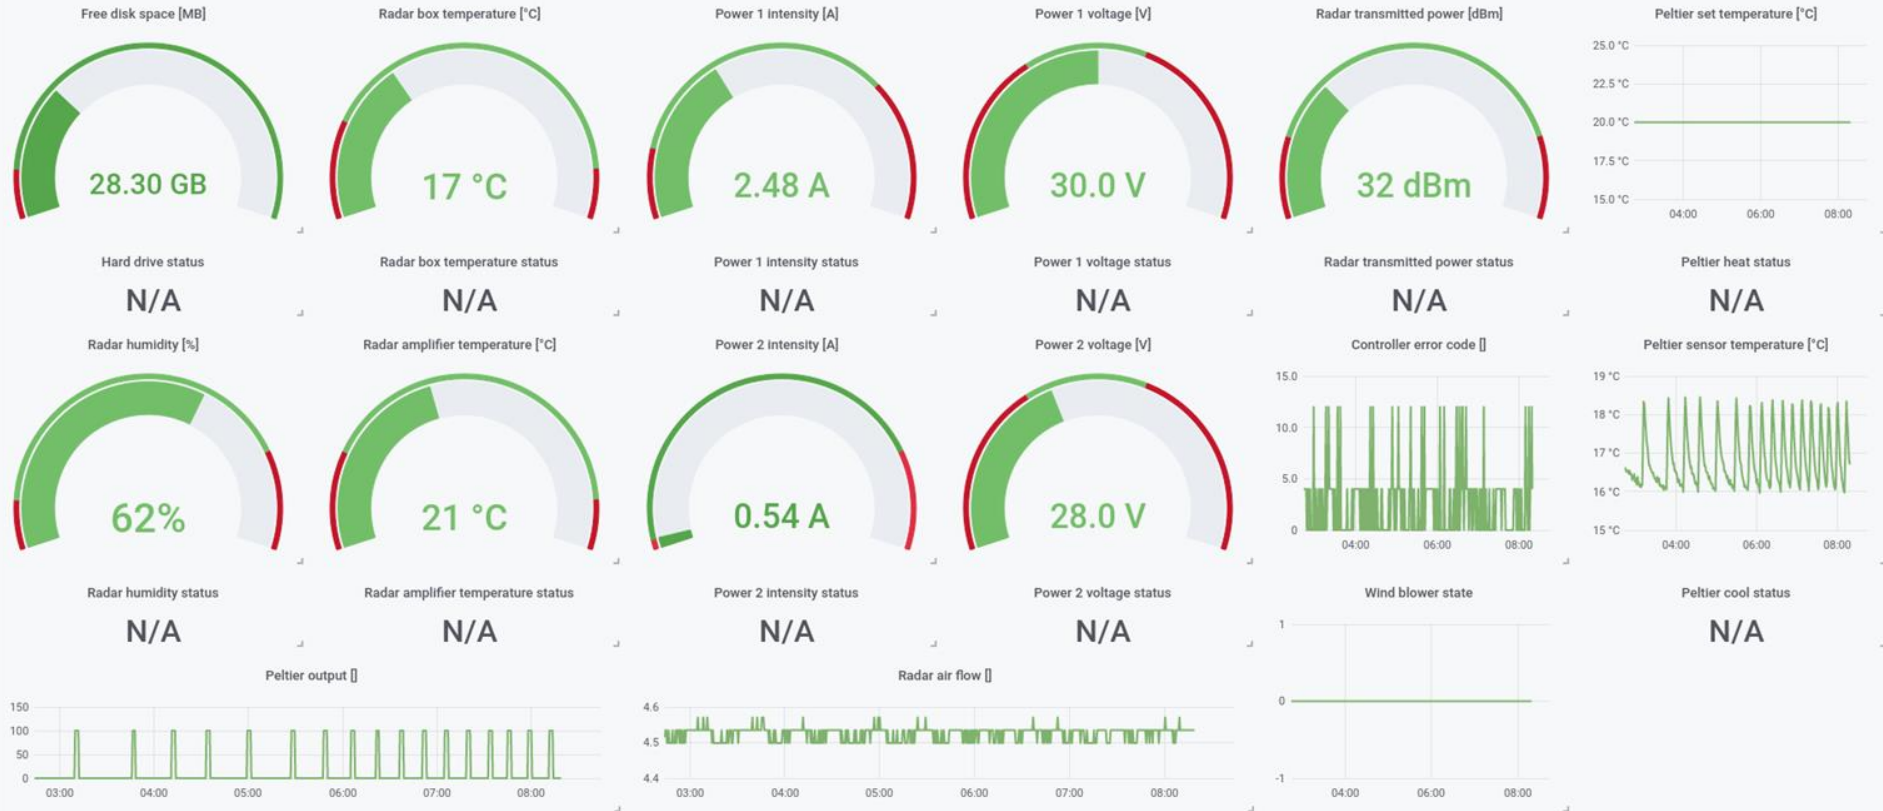 Free disk space [MB]
Radar box temperature [°C]
Power 1 intensity [A]
Power 1 voltage [V]
Radar transmitted power [dBm]
Peltier set temperature [°C]
28.30 GB
17 °C
2.48 A
30.0 V
32 dBm
25.0 °C
22.5 °C
20.0 °C
17.5 °C
15.0 °C
04:00 06:00 08:00
Hard drive status
Radar box temperature status
Power 1 intensity status
Power 1 voltage status
Radar transmitted power status
Peltier heat status
N/A
N/A
N/A
N/A
N/A
N/A
Radar humidity [%]
Radar amplifier temperature [°C]
Power 2 intensity [A]
Power 2 voltage [V]
Controller error code []
Peltier sensor temperature [°C]
62%
21 °C
0.54 A
28.0 V
15.0
10.0
5.0
0
04:00 06:00 08:00
19 °C
18 °C
17 °C
16 °C
15 °C
04:00 06:00 08:00
Radar humidity status
Radar amplifier temperature status
Power 2 intensity status
Power 2 voltage status
Wind blower state
Peltier cool status
N/A
N/A
N/A
N/A
1
0
-1
04:00 06:00 08:00
N/A
Peltier output []
150
100
50
0
03:00 04:00 05:00 06:00 07:00 08:00
Radar air flow []
4.6
4.5
4.4
03:00 04:00 05:00 06:00 07:00 08:00